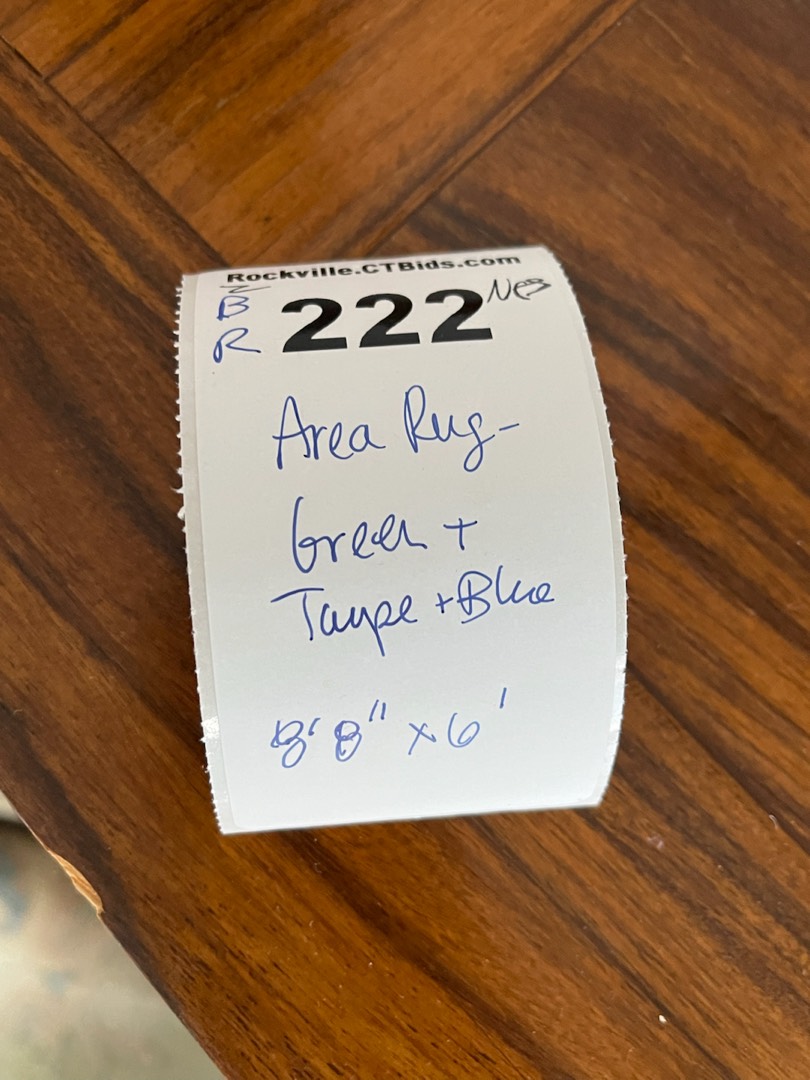 Rockville.CTBids.com
B
R
222
Area Rug-
Green +
Taupe + Blue
8'8" x 6'